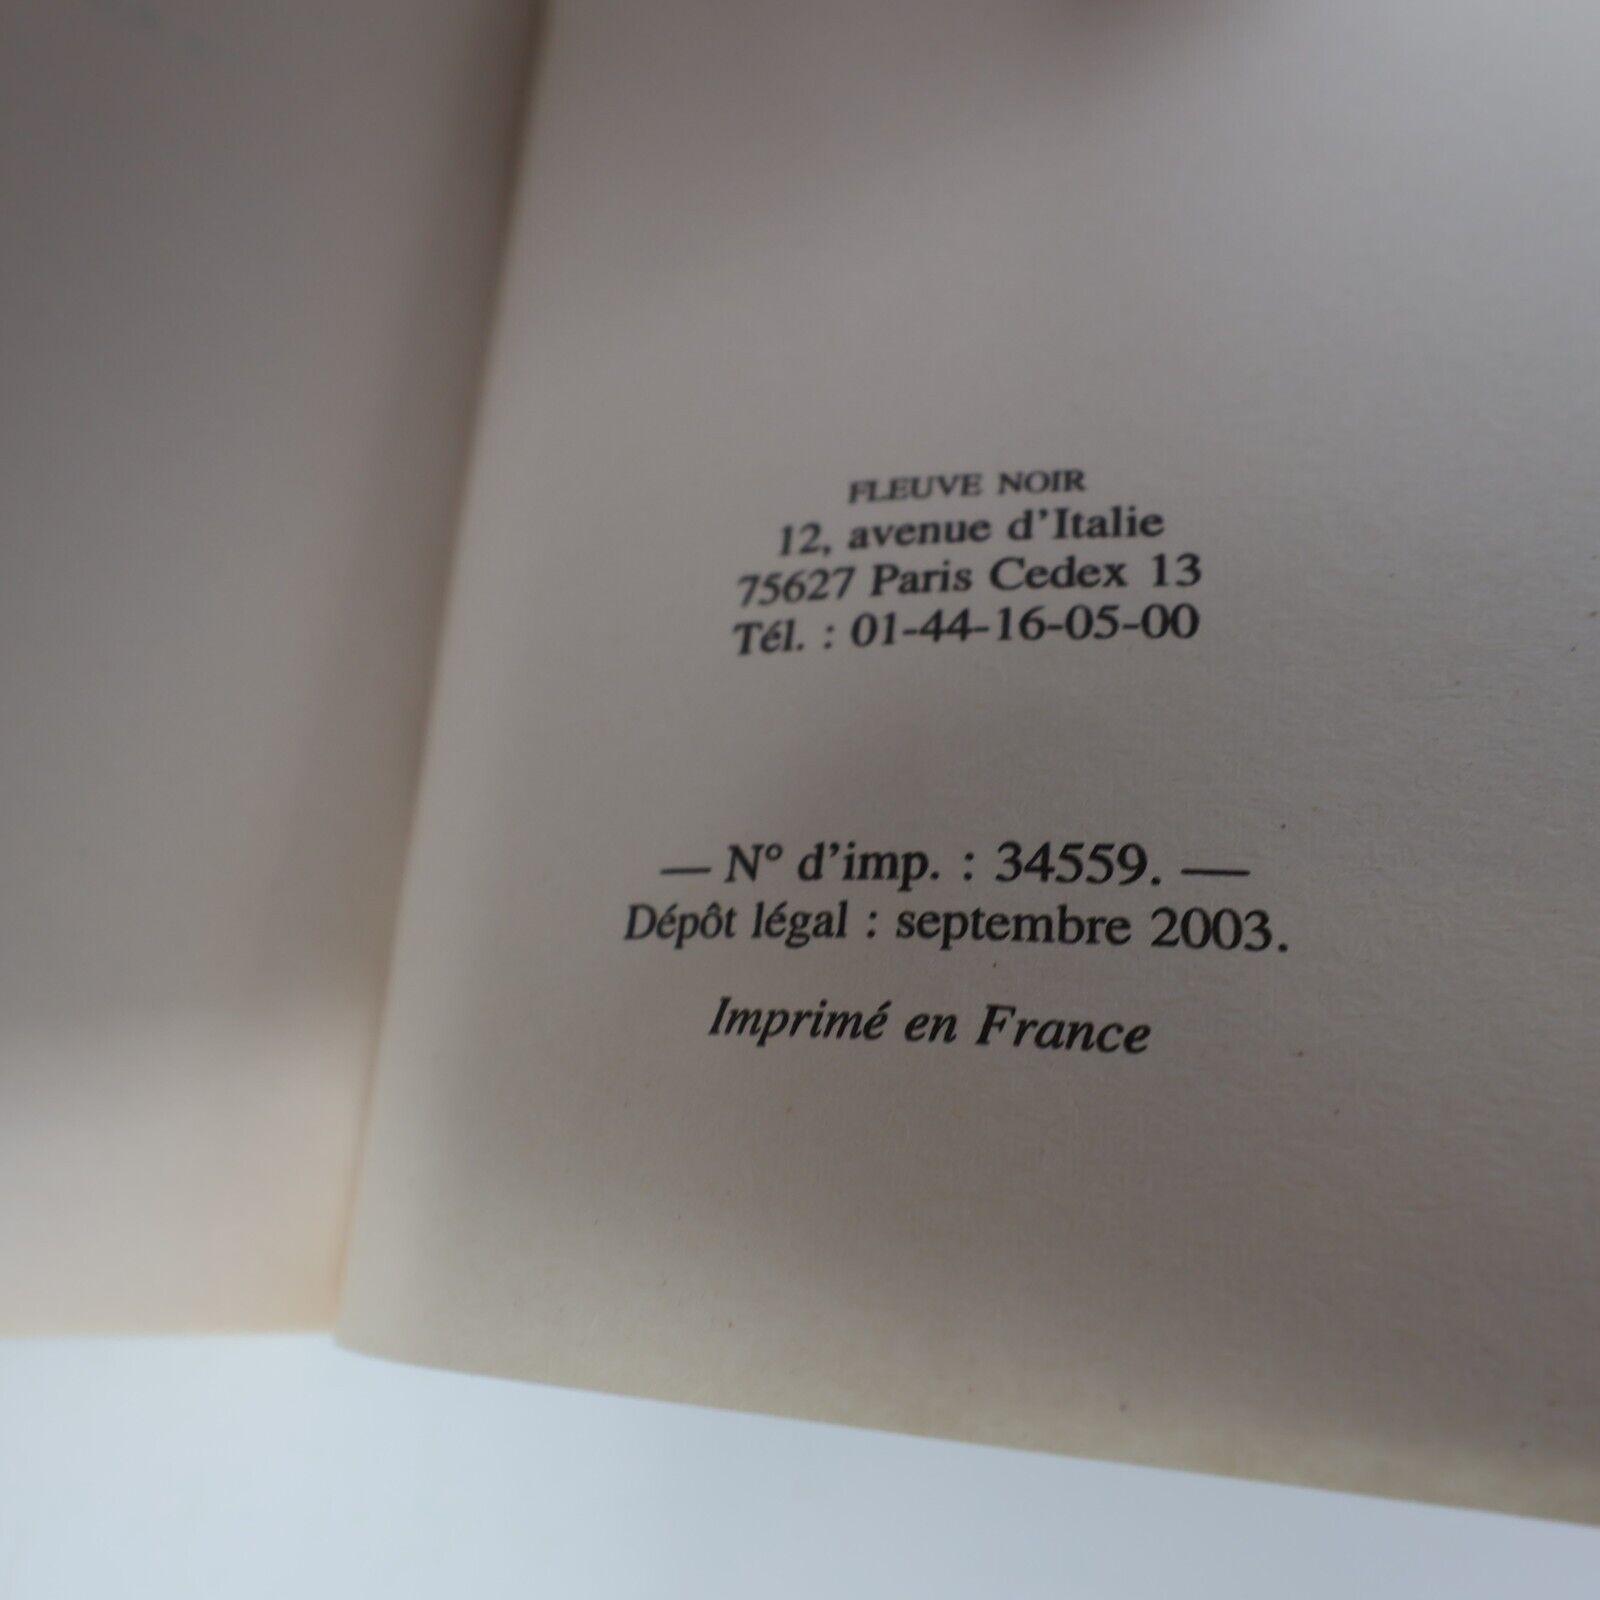 FLEUVE NOIR
12, avenue d'Italie
75627 Paris Cedex 13
Tél. : 01-44-16-05-00
— N° d'imp. : 34559. —
Dépôt légal : septembre 2003.
Imprimé en France